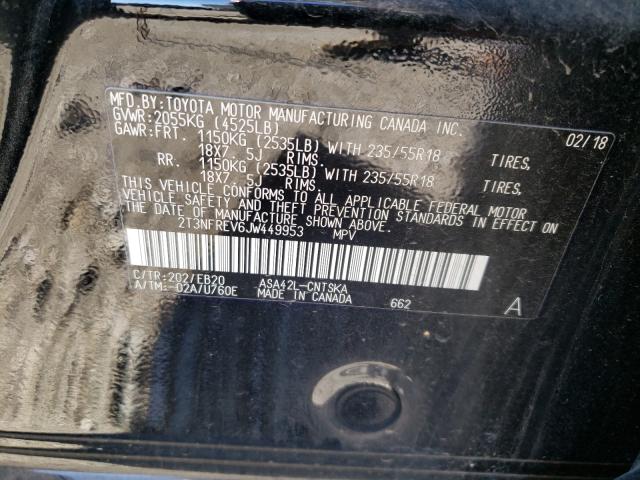 MFD.BY:TOYOTA MOTOR MANUFACTURING CANADA INC. 02/18
GVWR:2055KG (4525LB)
GAWR:FRT. 1150KG (2535LB) WITH 235/55R18 TIRES,
18X7. 5J RIMS.
RR. 1150KG (2535LB) WITH 235/55R18 TIRES,
18X7. 5J RIMS.
THIS VEHICLE CONFORMS TO ALL APPLICABLE FEDERAL MOTOR
VEHICLE SAFETY AND THEFT PREVENTION STANDARDS IN EFFECT ON
THE DATE OF MANUFACTURE SHOWN ABOVE.
2T3NFREV6JW449953 MPV
C/TR:202/EB20 ASA42L-CNTSKA
A/TM:-02A/U760E MADE IN CANADA 662 A